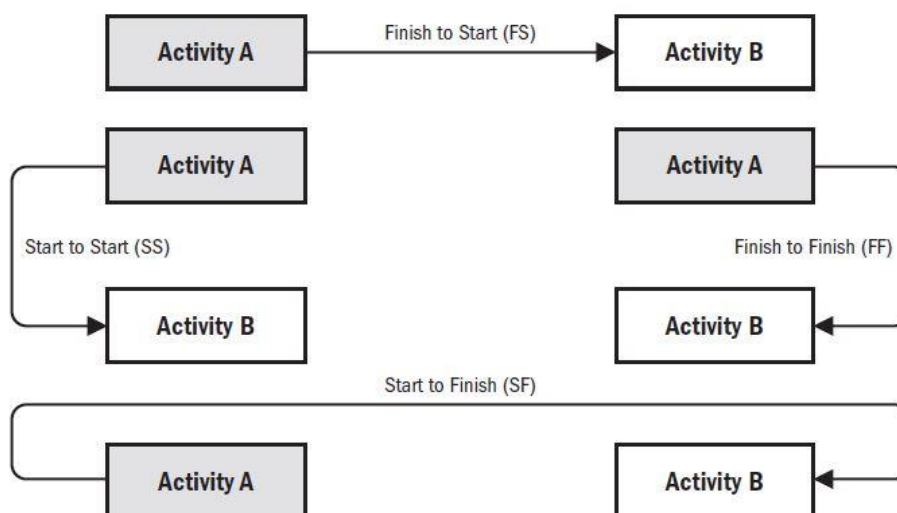 Activity A
Finish to Start (FS)
Activity B
Activity A
Activity A
Start to Start (SS)
Finish to Finish (FF)
Activity B
Activity B
Start to Finish (SF)
Activity A
Activity B